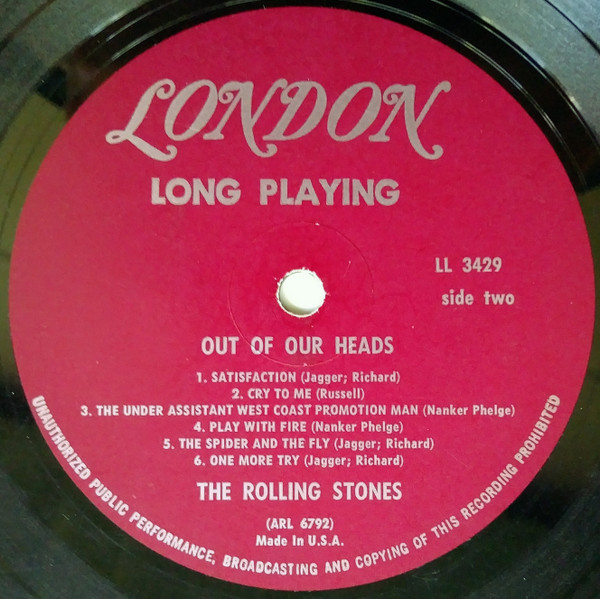 LONDON
LONG PLAYING
LL 3429
side two
OUT OF OUR HEADS
1. SATISFACTION (Jagger; Richard)
2. CRY TO ME (Russell)
3. THE UNDER ASSISTANT WEST COAST PROMOTION MAN (Nanker Phelge)
4. PLAY WITH FIRE (Nanker Phelge)
5. THE SPIDER AND THE FLY (Jagger; Richard)
6. ONE MORE TRY (Jagger; Richard)
THE ROLLING STONES
(ARL 6792)
Made In U.S.A.
UNAUTHORIZED PUBLIC PERFORMANCE, BROADCASTING AND COPYING OF THIS RECORDING PROHIBITED